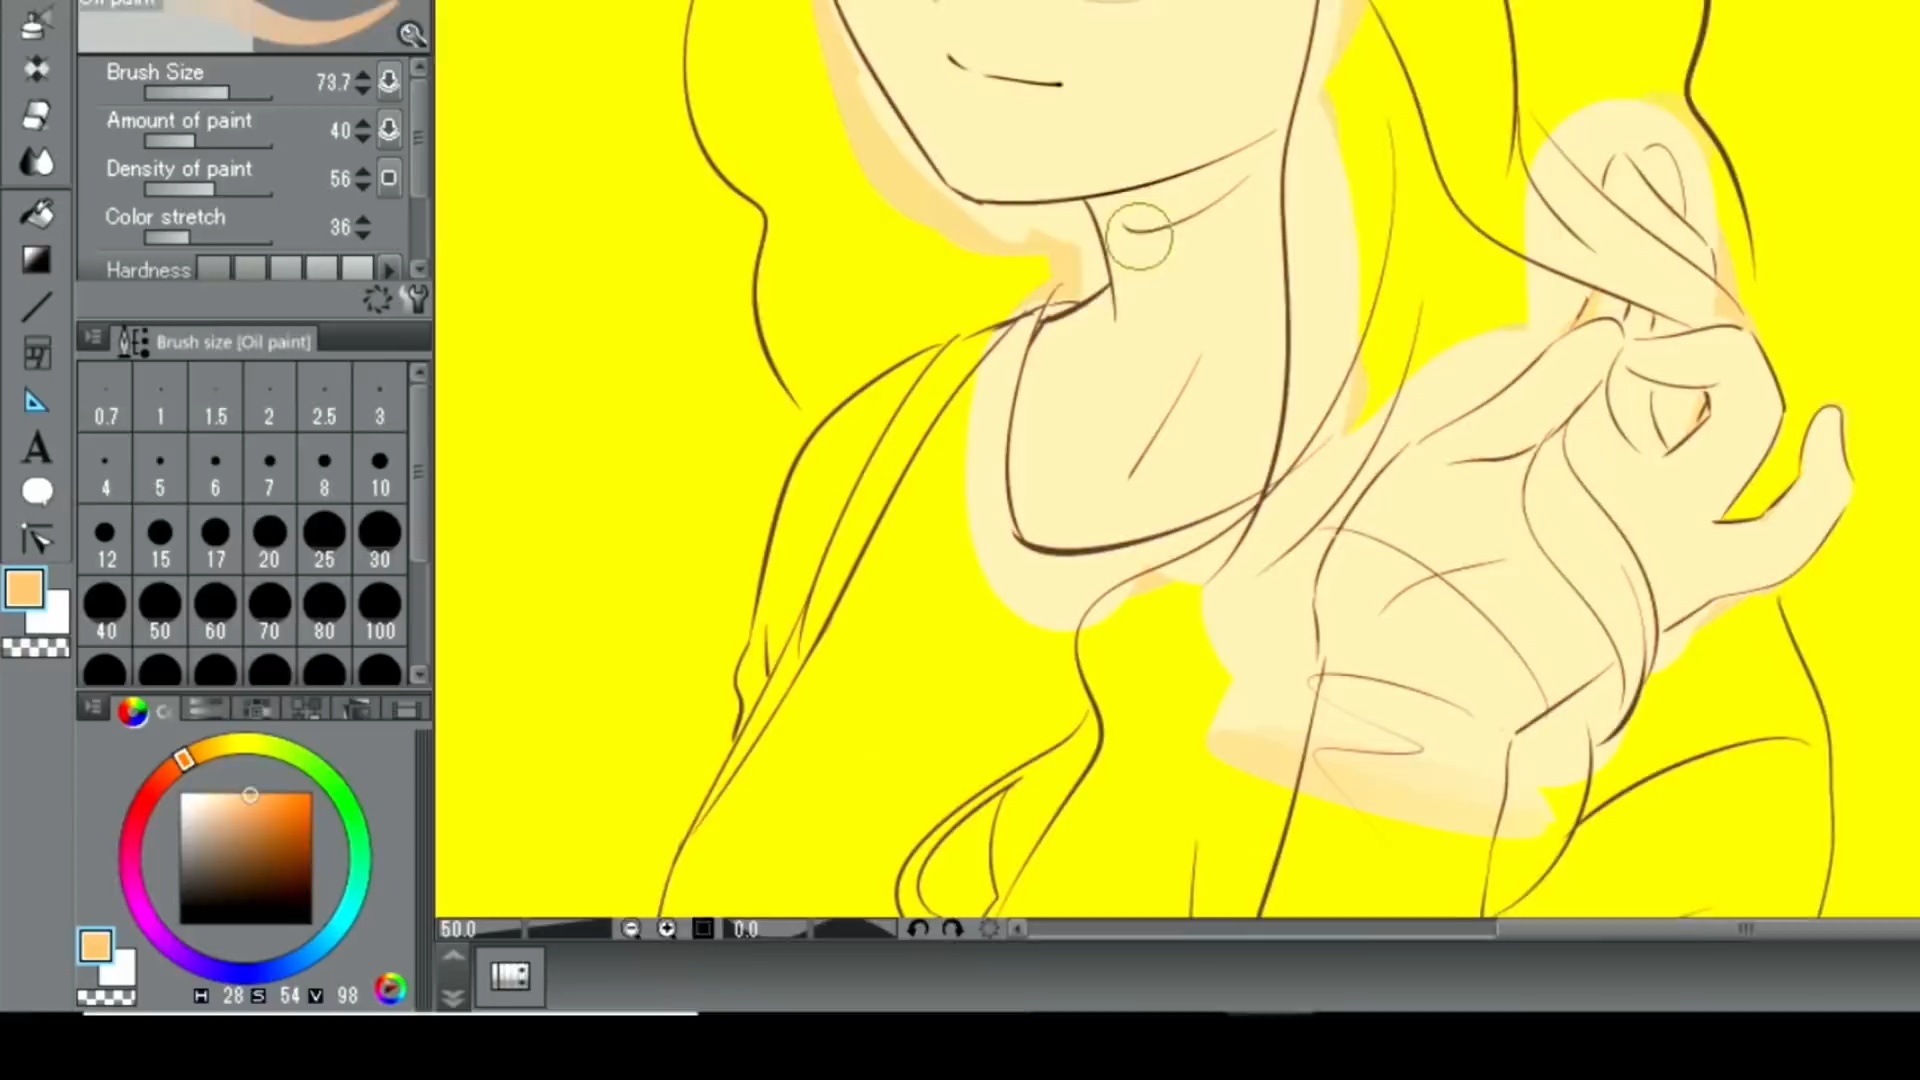 Oil paint
Brush Size 73.7
Amount of paint 40
Density of paint 56
Color stretch 36
Hardness
Brush size [Oil paint]
0.7 1 1.5 2 2.5 3
4 5 6 7 8 10
12 15 17 20 25 30
40 50 60 70 80 100
A
50.0 0.0
H 28 S 54 V 98